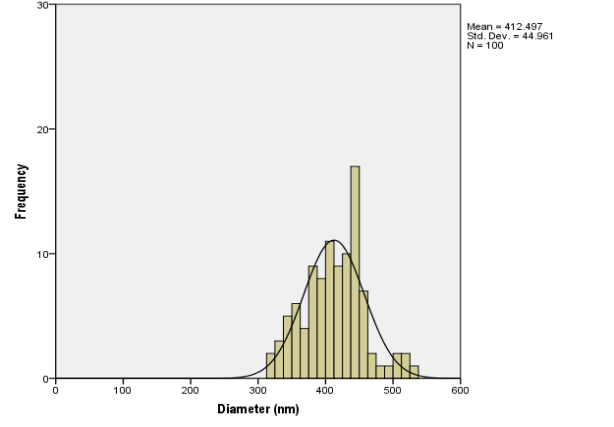 30
20
10
0
Frequency
0 100 200 300 400 500 600
Diameter (nm)
Mean = 412.497
Std. Dev. = 44.961
N = 100